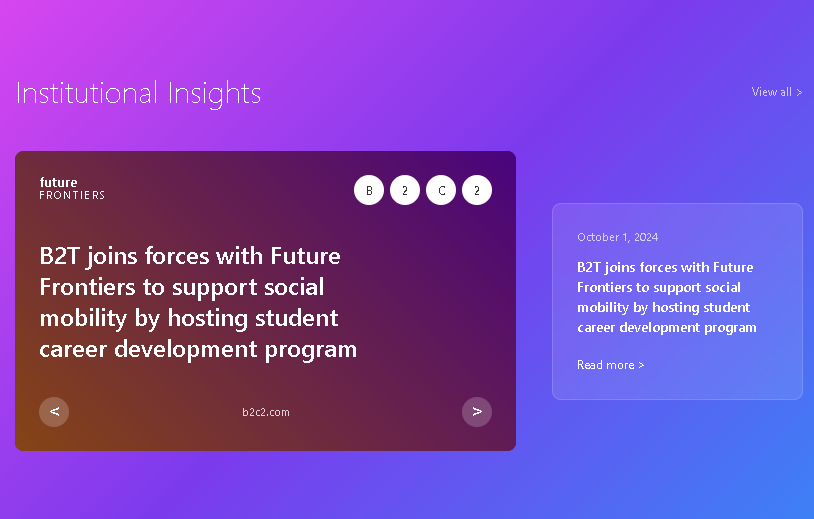 Institutional Insights
View all >
future
FRONTIERS
B 2 C 2
B2T joins forces with Future
Frontiers to support social
mobility by hosting student
career development program
< b2c2.com >
October 1, 2024
B2T joins forces with Future
Frontiers to support social
mobility by hosting student
career development program
Read more >